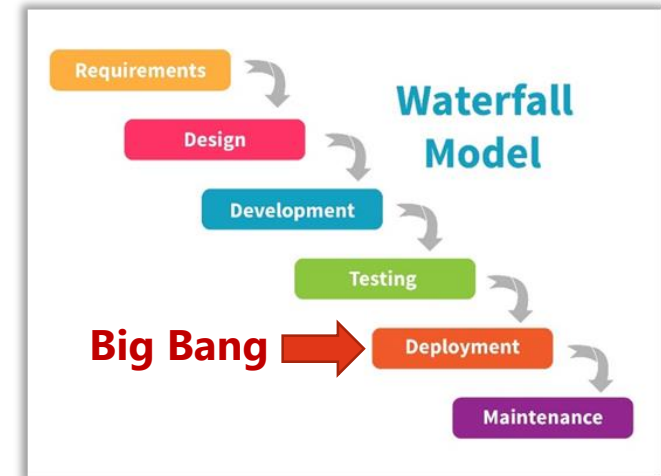 Requirements
Waterfall
Model
Design
Development
Testing
Big Bang
Deployment
Maintenance